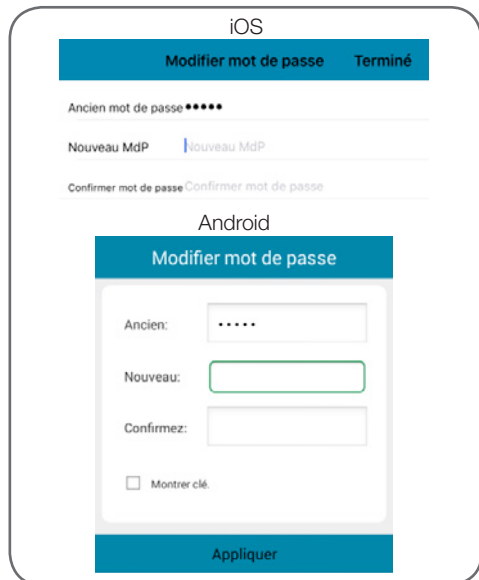 iOS
Modifier mot de passe Terminé
Ancien mot de passe •••••
Nouveau MdP Nouveau MdP
Confirmer mot de passe Confirmer mot de passe
Android
Modifier mot de passe
Ancien: •••••
Nouveau:
Confirmez:
Montrer clé.
Appliquer